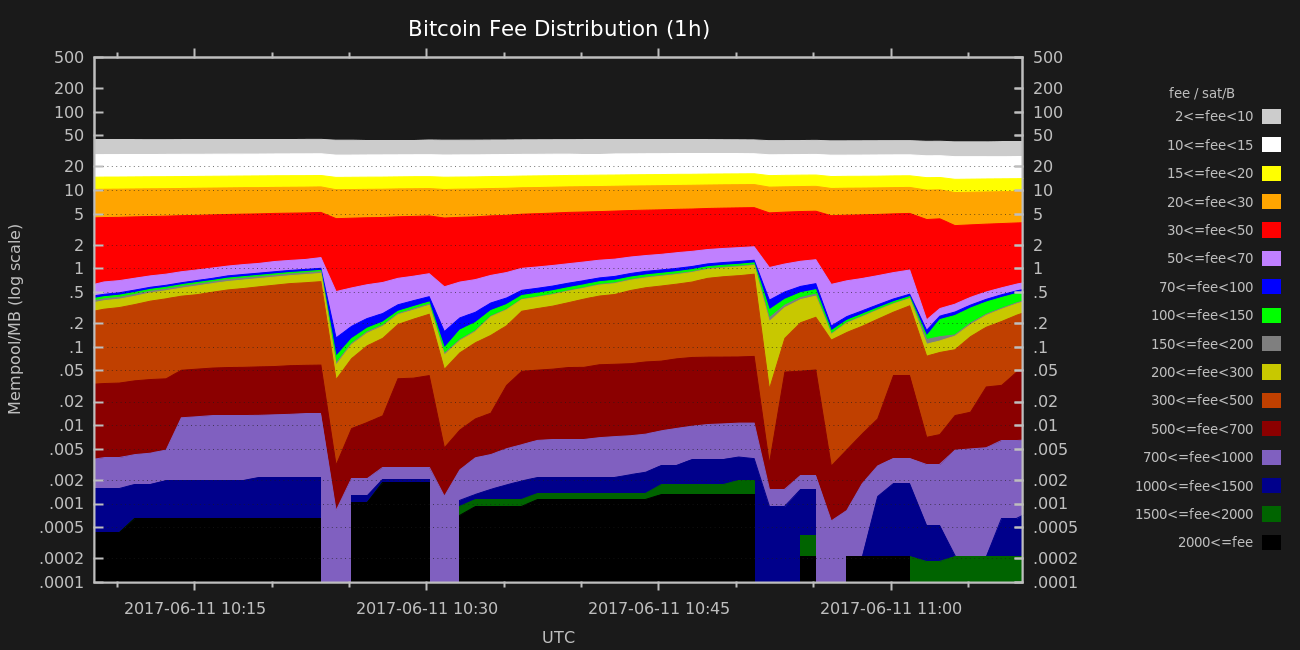 Bitcoin Fee Distribution (1h)
Mempool/MB (log scale)
500
200
100
50
20
10
5
2
1
.5
.2
.1
.05
.02
.01
.005
.002
.001
.0005
.0002
.0001
500
200
100
50
20
10
5
2
1
.5
.2
.1
.05
.02
.01
.005
.002
.001
.0005
.0002
.0001
2017-06-11 10:15 2017-06-11 10:30 2017-06-11 10:45 2017-06-11 11:00
UTC
fee / sat/B
2<=fee<10
10<=fee<15
15<=fee<20
20<=fee<30
30<=fee<50
50<=fee<70
70<=fee<100
100<=fee<150
150<=fee<200
200<=fee<300
300<=fee<500
500<=fee<700
700<=fee<1000
1000<=fee<1500
1500<=fee<2000
2000<=fee